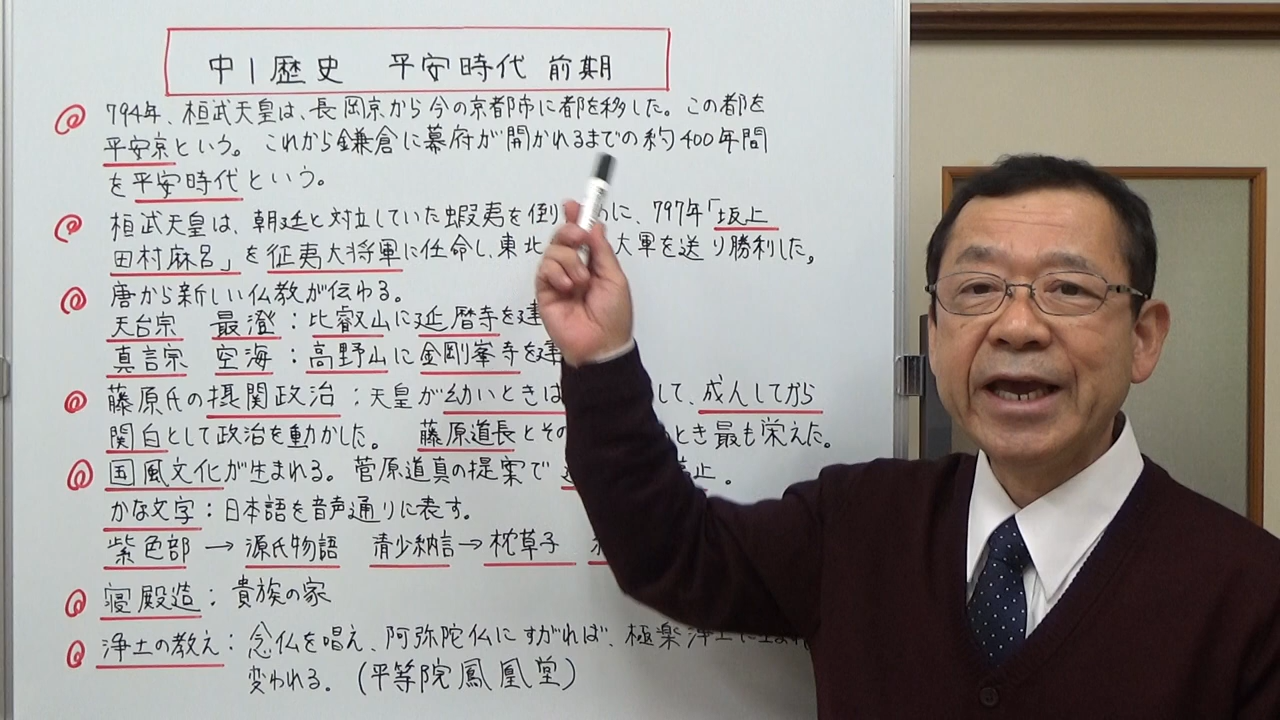 中1歴史 平安時代 前期
794年、桓武天皇は、長岡京から今の京都市に都を移した。この都を
平安京という。これから鎌倉に幕府が開かれるまでの約400年間
を平安時代という。
桓武天皇は、朝廷と対立していた蝦夷を倒 に、797年「坂上
田村麻呂」を征夷大将軍に任命し、東北 大軍を送り勝利した。
唐から新しい仏教が伝わる。
天台宗 最澄:比叡山に延暦寺を建
真言宗 空海:高野山に金剛峯寺を建
藤原氏の摂関政治:天皇が幼いときは して、成人してから
関白として政治を動かした。 藤原道長とその とき最も栄えた。
国風文化が生まれる。菅原道真の提案で 止。
かな文字:日本語を音声通りに表す。
紫色部→源氏物語 清少納言→枕草子
寝殿造:貴族の家
浄土の教え:念仏を唱え、阿弥陀仏にすがれば、極楽浄土に生まれ
変われる。(平等院鳳凰堂)